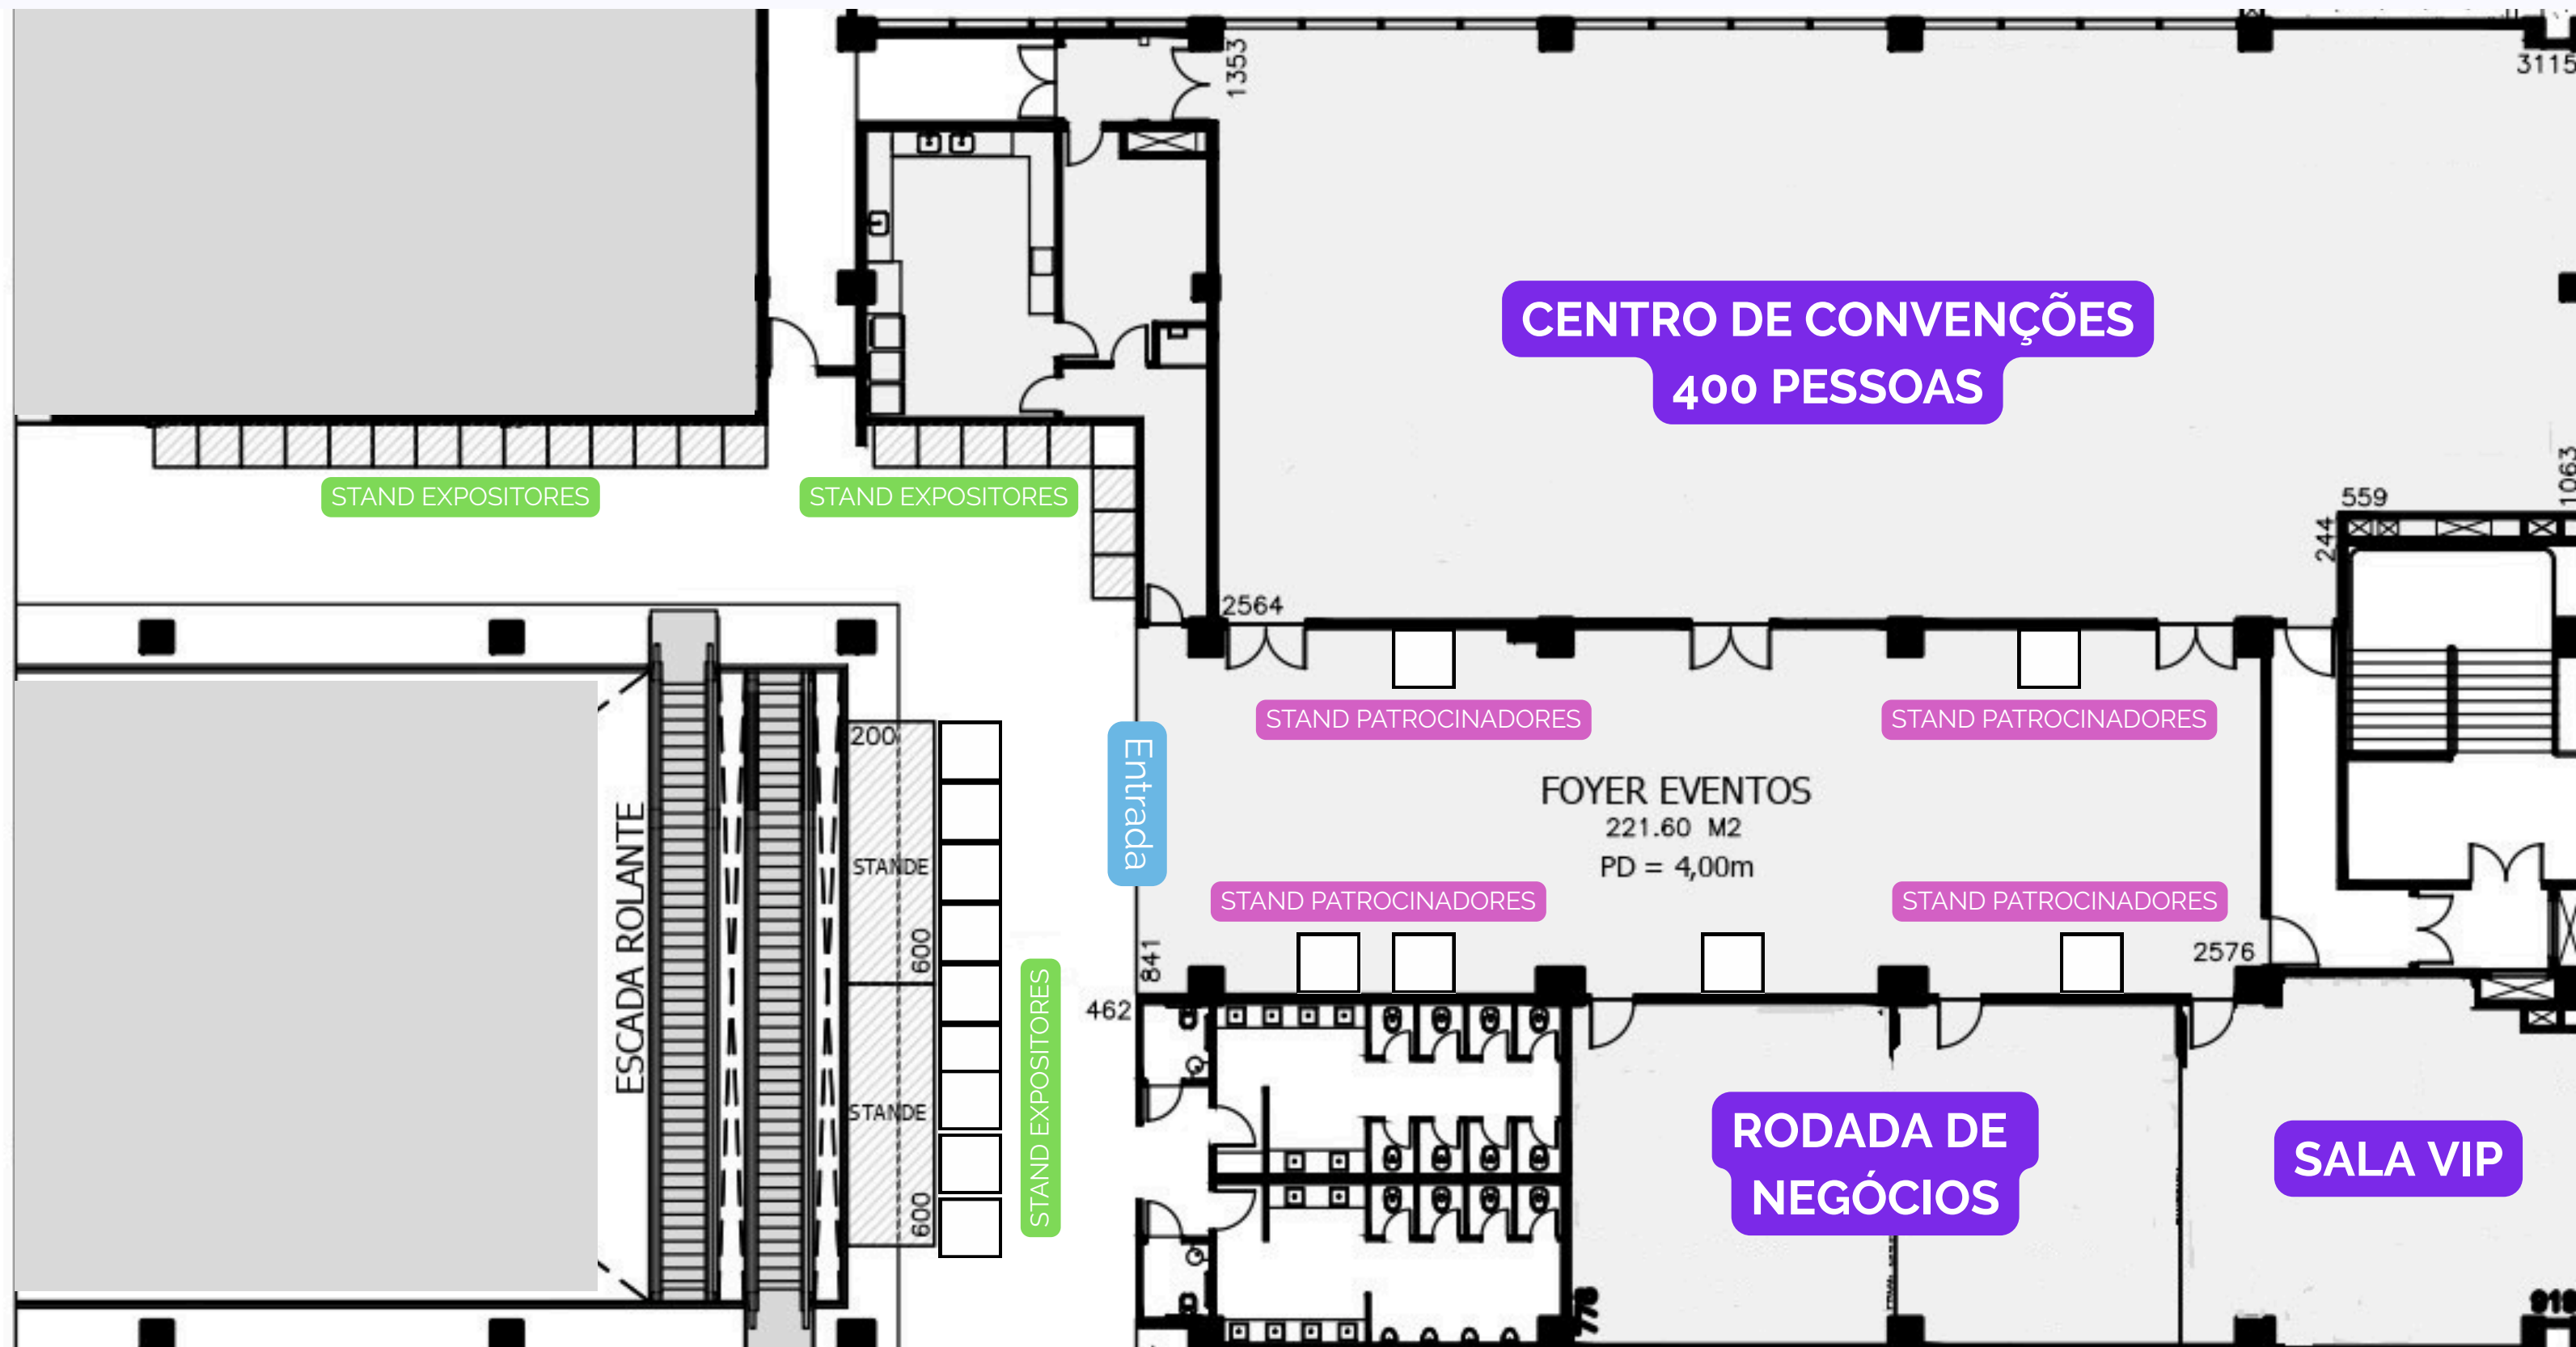 1353
3115
CENTRO DE CONVENÇÕES
400 PESSOAS
1063
559
244
STAND EXPOSITORES
STAND EXPOSITORES
2564
STAND PATROCINADORES
STAND PATROCINADORES
200
Entrada
FOYER EVENTOS
221.60 M2
PD = 4,00m
ESCADA ROLANTE
STANDE
600
STAND PATROCINADORES
STAND PATROCINADORES
841
2576
462
STAND EXPOSITORES
STANDE
600
RODADA DE
NEGÓCIOS
SALA VIP